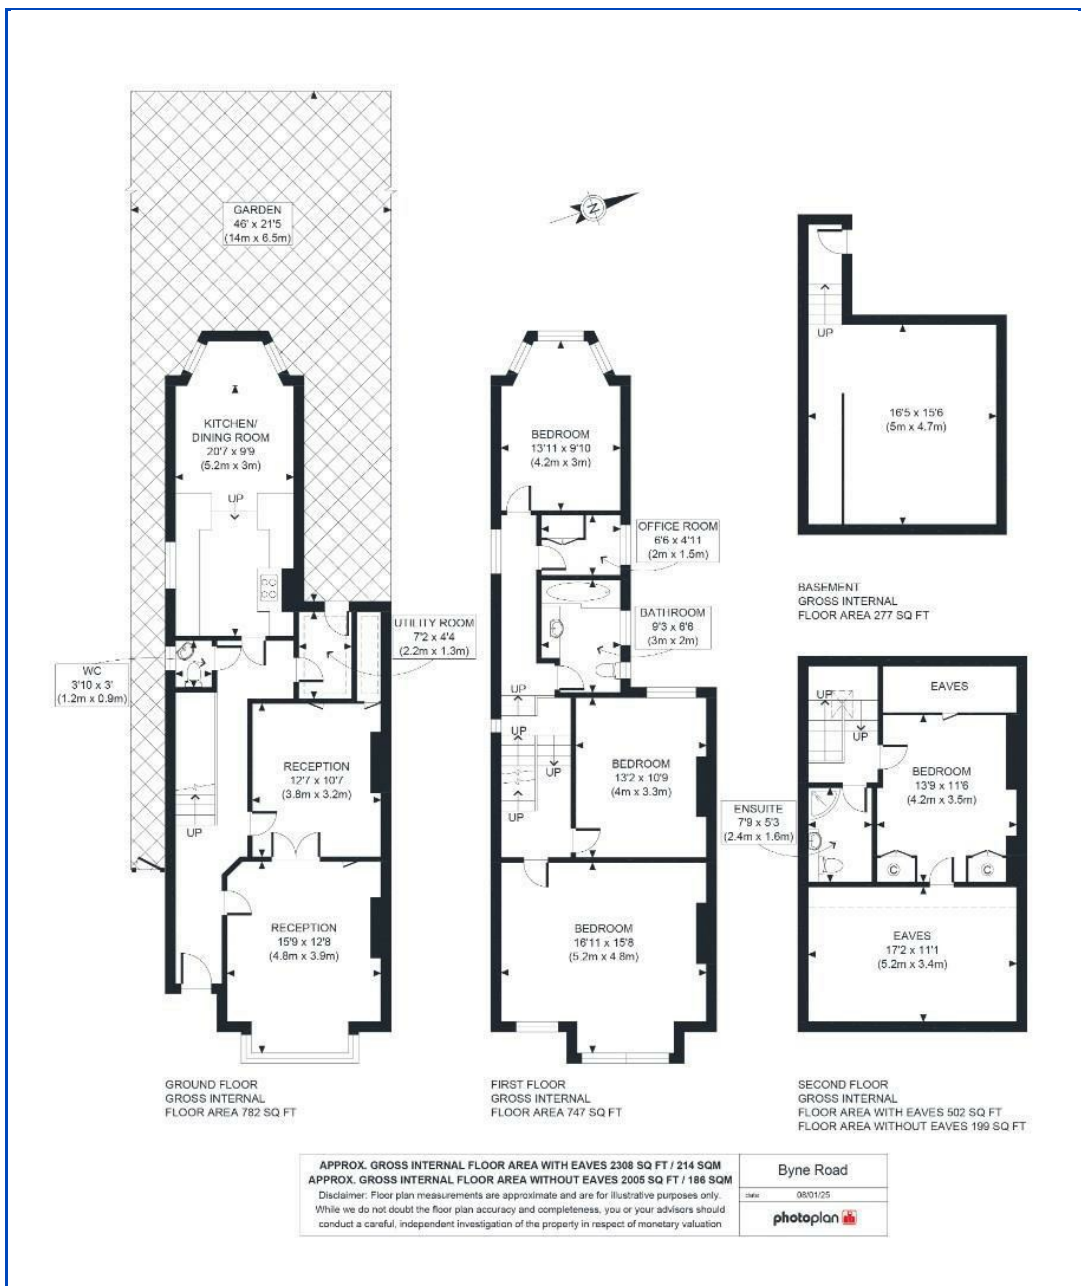 GARDEN
46' x 21'5
(14m x 6.5m)
KITCHEN/
DINING ROOM
20'7 x 9'9
(5.2m x 3m)
UP
UTILITY ROOM
7'2 x 4'4
(2.2m x 1.3m)
WC
3'10 x 3'
(1.2m x 0.9m)
RECEPTION
12'7 x 10'7
(3.8m x 3.2m)
UP
RECEPTION
15'9 x 12'8
(4.8m x 3.9m)
GROUND FLOOR
GROSS INTERNAL
FLOOR AREA 782 SQ FT
N
BEDROOM
13'11 x 9'10
(4.2m x 3m)
OFFICE ROOM
6'6 x 4'11
(2m x 1.5m)
BATHROOM
9'3 x 6'6
(3m x 2m)
UP
UP
UP
UP
BEDROOM
13'2 x 10'9
(4m x 3.3m)
BEDROOM
16'11 x 15'8
(5.2m x 4.8m)
FIRST FLOOR
GROSS INTERNAL
FLOOR AREA 747 SQ FT
UP
16'5 x 15'6
(5m x 4.7m)
BASEMENT
GROSS INTERNAL
FLOOR AREA 277 SQ FT
EAVES
UP
UP
BEDROOM
13'9 x 11'6
(4.2m x 3.5m)
ENSUITE
7'9 x 5'3
(2.4m x 1.6m)
C
C
EAVES
17'2 x 11'1
(5.2m x 3.4m)
SECOND FLOOR
GROSS INTERNAL
FLOOR AREA WITH EAVES 502 SQ FT
FLOOR AREA WITHOUT EAVES 199 SQ FT
APPROX. GROSS INTERNAL FLOOR AREA WITH EAVES 2308 SQ FT / 214 SQM
APPROX. GROSS INTERNAL FLOOR AREA WITHOUT EAVES 2005 SQ FT / 186 SQM
Disclaimer: Floor plan measurements are approximate and are for illustrative purposes only.
While we do not doubt the floor plan accuracy and completeness, you or your advisors should
conduct a careful, independent investigation of the property in respect of monetary valuation
Byne Road
08/01/25
photoplan